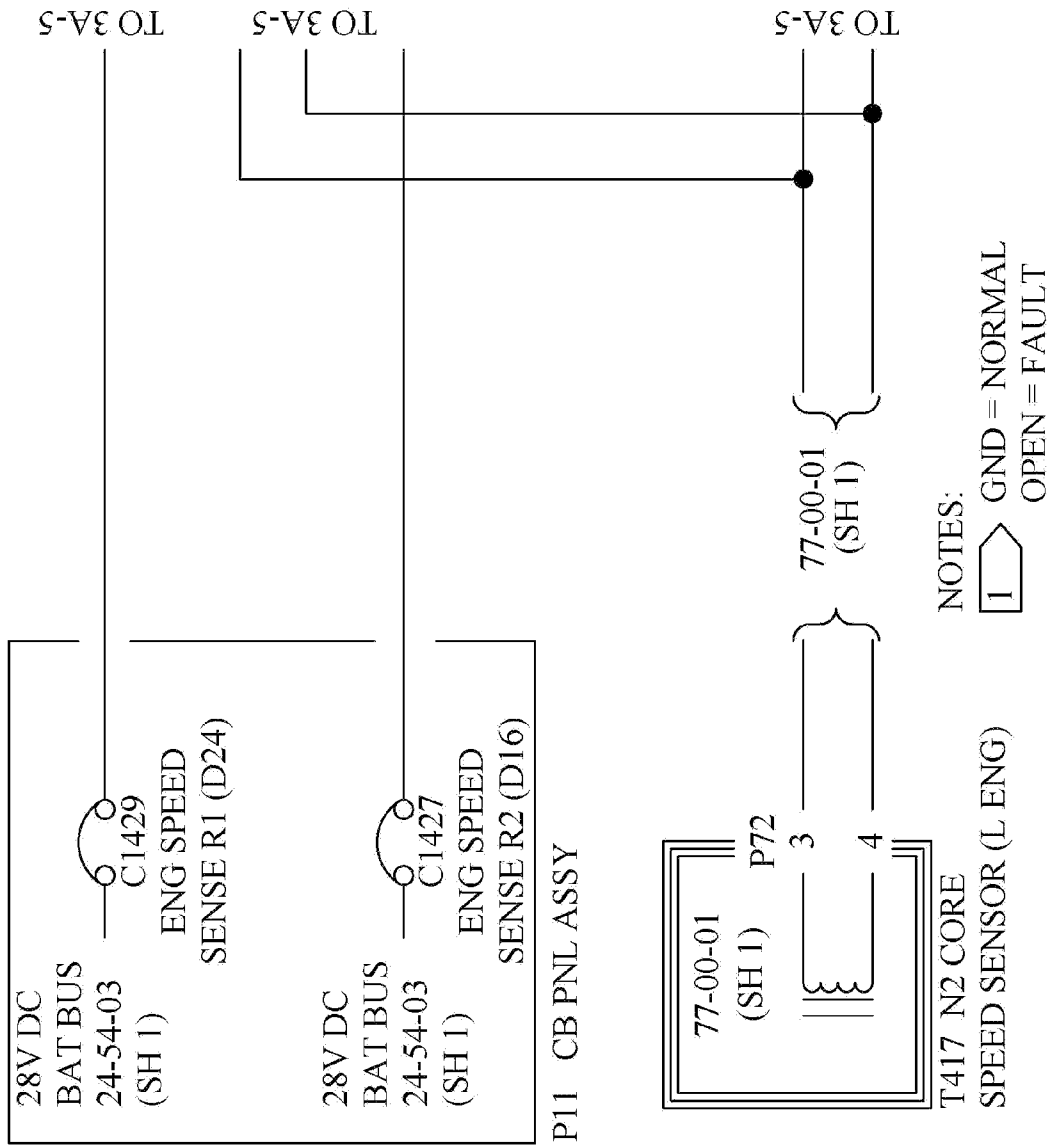 28V DC
BAT BUS
24-54-03
(SH 1)
C1429
ENG SPEED
SENSE R1 (D24)
TO 3A-5
28V DC
BAT BUS
24-54-03
(SH 1)
C1427
ENG SPEED
SENSE R2 (D16)
TO 3A-5
P11 CB PNL ASSY
77-00-01
(SH 1)
P72
3
4
77-00-01
(SH 1)
TO 3A-5
T417 N2 CORE
SPEED SENSOR (L ENG)
NOTES:
1 GND = NORMAL
OPEN = FAULT